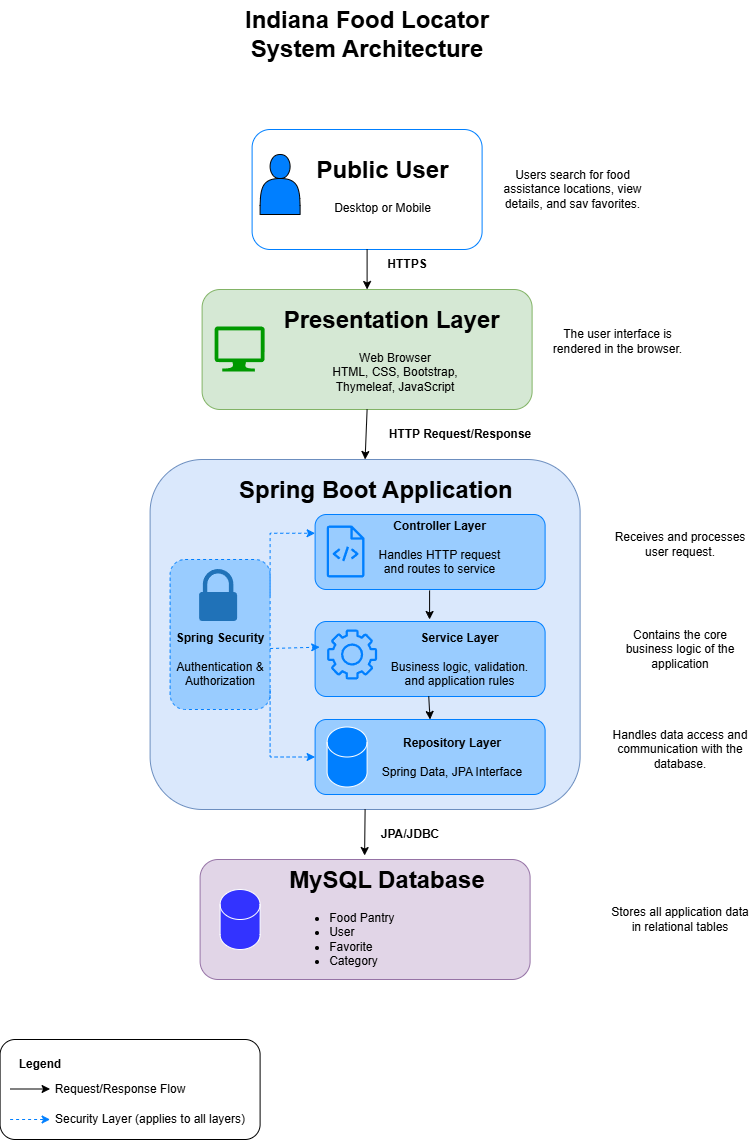 Indiana Food Locator
System Architecture
Public User
Desktop or Mobile
Users search for food
assistance locations, view
details, and sav favorites.
HTTPS
Presentation Layer
Web Browser
HTML, CSS, Bootstrap,
Thymeleaf, JavaScript
The user interface is
rendered in the browser.
HTTP Request/Response
Spring Boot Application
Controller Layer
Handles HTTP request
and routes to service
Receives and processes
user request.
Spring Security
Authentication &
Authorization
Service Layer
Business logic, validation.
and application rules
Contains the core
business logic of the
application
Repository Layer
Spring Data, JPA Interface
Handles data access and
communication with the
database.
JPA/JDBC
MySQL Database
• Food Pantry
• User
• Favorite
• Category
Stores all application data
in relational tables
Legend
Request/Response Flow
Security Layer (applies to all layers)